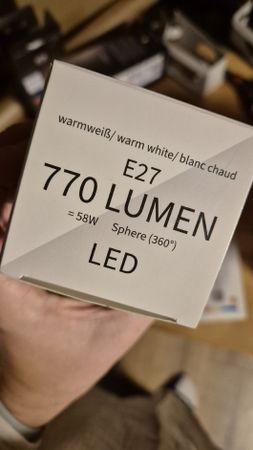 warmweiß/ warm white/ blanc chaud
E27
770 LUMEN
= 58W Sphere (360°)
LED